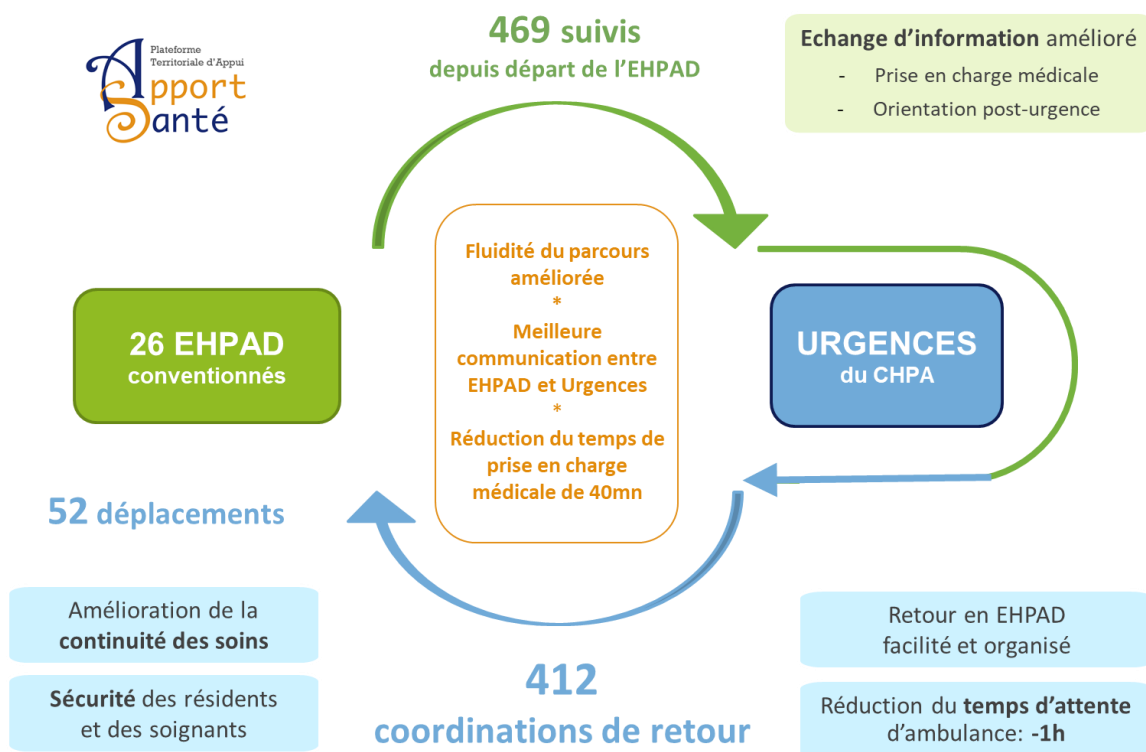 Plateforme
Territoriale d'Appui
Apport
Santé
469 suivis
depuis départ de l'EHPAD
Echange d'information amélioré
- Prise en charge médicale
- Orientation post-urgence
Fluidité du parcours
améliorée
*
Meilleure
communication entre
EHPAD et Urgences
*
Réduction du temps de
prise en charge
médicale de 40mn
26 EHPAD
conventionnés
URGENCES
du CHPA
52 déplacements
Amélioration de la
continuité des soins
Sécurité des résidents
et des soignants
412
coordinations de retour
Retour en EHPAD
facilité et organisé
Réduction du temps d'attente
d'ambulance: -1h